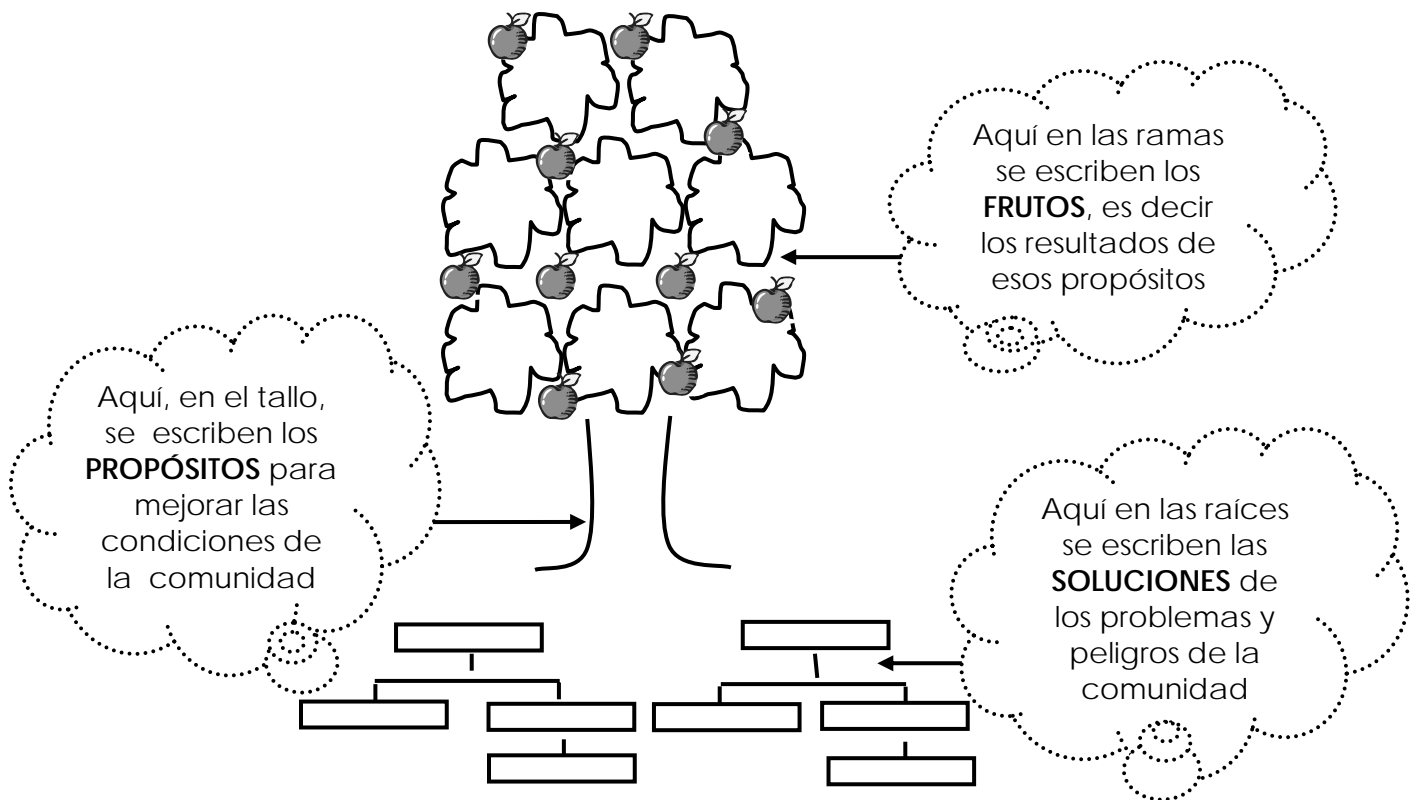 Aquí en las ramas
se escriben los
FRUTOS, es decir
los resultados de
esos propósitos
Aquí, en el tallo,
se escriben los
PROPÓSITOS para
mejorar las
condiciones de
la comunidad
Aquí en las raíces
se escriben las
SOLUCIONES de
los problemas y
peligros de la
comunidad